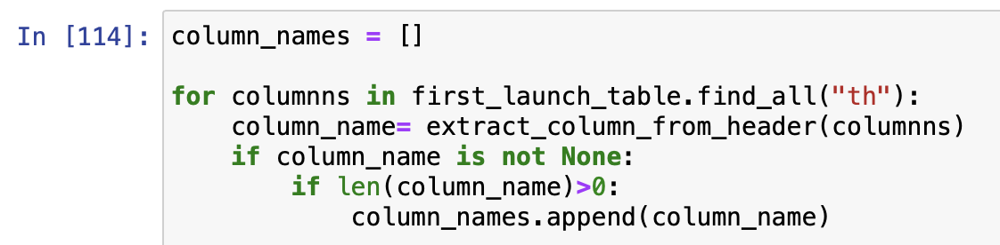 In [114]: column_names = []
for columnns in first_launch_table.find_all("th"):
    column_name= extract_column_from_header(columnns)
    if column_name is not None:
        if len(column_name)>0:
            column_names.append(column_name)